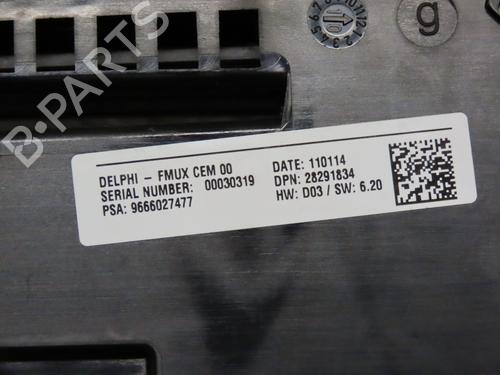 g
B-PARTS
DELPHI - FMUX CEM 00
SERIAL NUMBER: 00030319
PSA: 9666027477
DATE: 110114
DPN: 28291834
HW: D03 / SW: 6.20